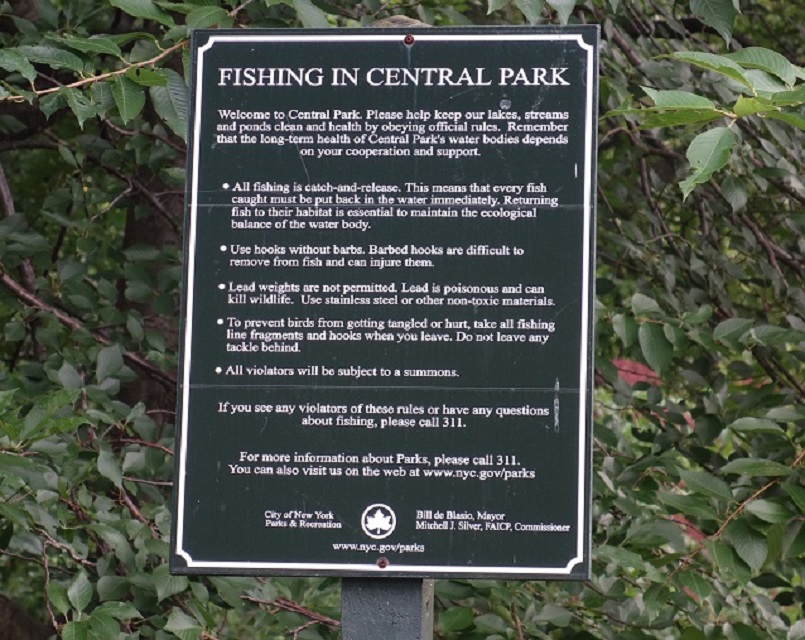 FISHING IN CENTRAL PARK
Welcome to Central Park. Please help keep our lakes, streams
and ponds clean and health by obeying official rules. Remember
that the long-term health of Central Park's water bodies depends
on your cooperation and support.
• All fishing is catch-and-release. This means that every fish
caught must be put back in the water immediately. Returning
fish to their habitat is essential to maintain the ecological
balance of the water body.
• Use hooks without barbs. Barbed hooks are difficult to
remove from fish and can injure them.
• Lead weights are not permitted. Lead is poisonous and can
kill wildlife. Use stainless steel or other non-toxic materials.
• To prevent birds from getting tangled or hurt, take all fishing
line fragments and hooks when you leave. Do not leave any
tackle behind.
• All violators will be subject to a summons.
If you see any violators of these rules or have any questions
about fishing, please call 311.
For more information about Parks, please call 311.
You can also visit us on the web at www.nyc.gov/parks
City of New York
Parks & Recreation
Bill de Blasio, Mayor
Mitchell J. Silver, FAICP, Commissioner
www.nyc.gov/parks